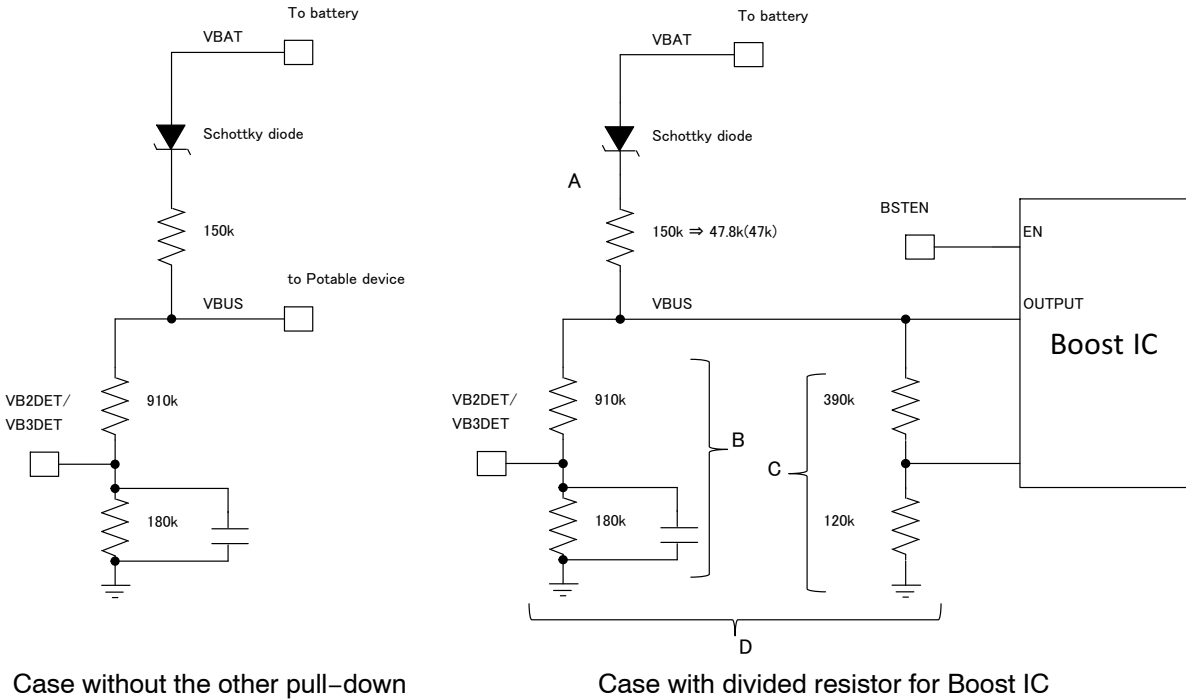 To battery
VBAT
Schottky diode
150k
to Potable device
VBUS
VB2DET/
VB3DET
910k
180k
Case without the other pull−down
To battery
VBAT
Schottky diode
A
150k ⇒ 47.8k(47k)
BSTEN
EN
VBUS
OUTPUT
Boost IC
VB2DET/
VB3DET
910k
B
390k
C
180k
120k
D
Case with divided resistor for Boost IC